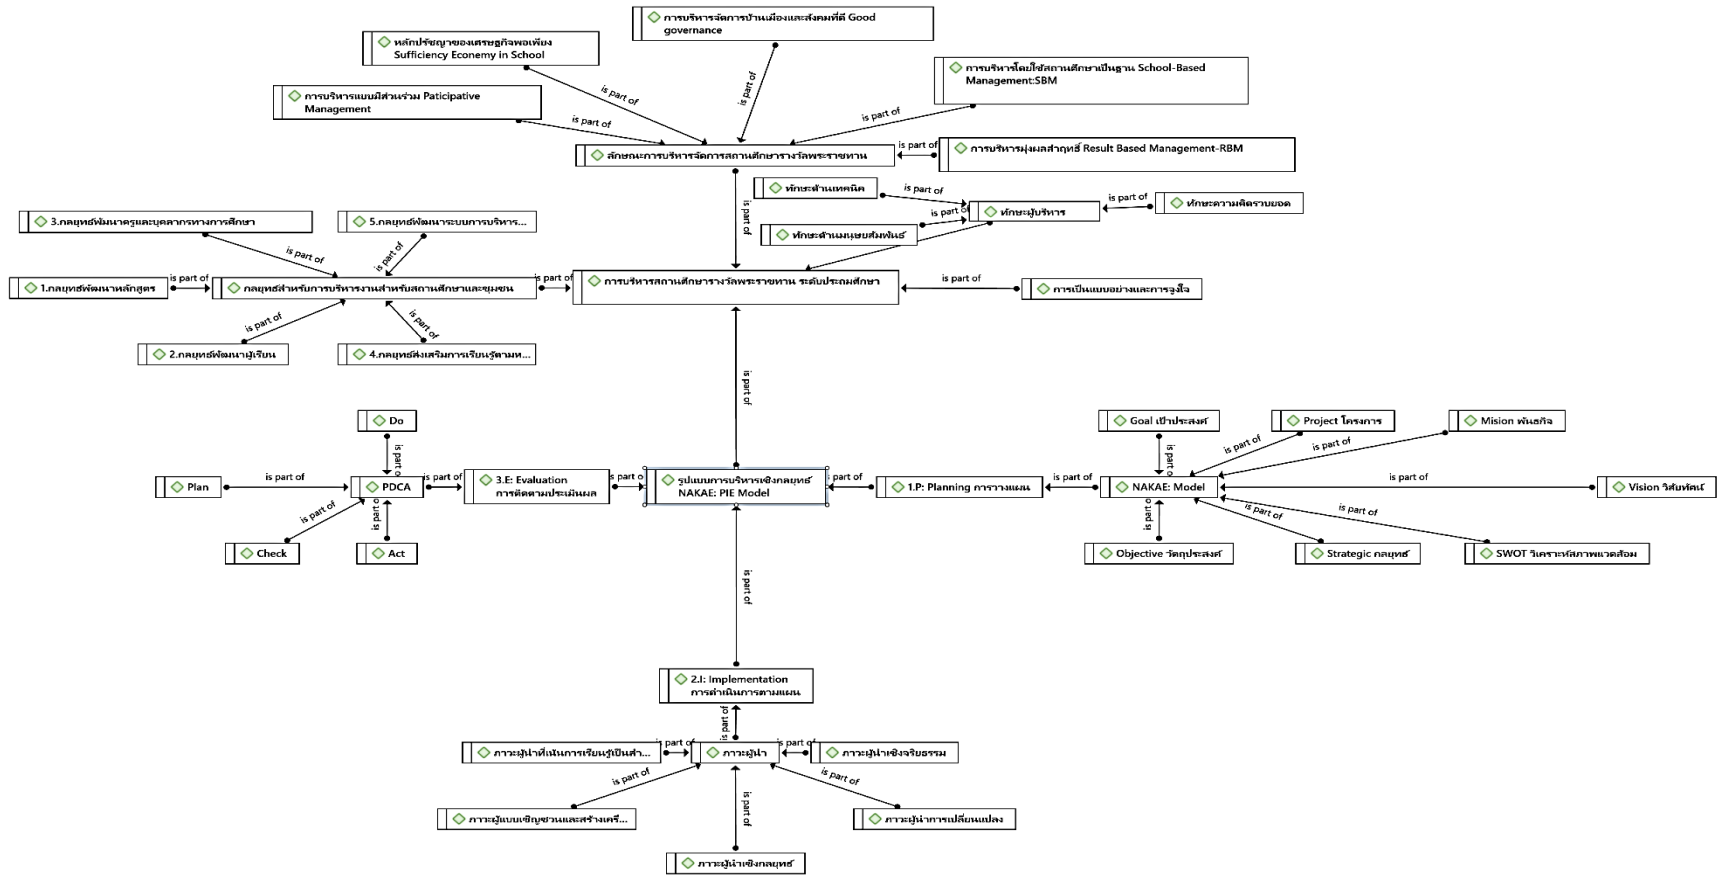 การบริหารจัดการบ้านเมืองและสังคมที่ดี Good
governance
หลักปรัชญาของเศรษฐกิจพอเพียง
Sufficiency Economy in School
is part of
การบริหารโดยใช้สถานศึกษาเป็นฐาน School-Based
Management:SBM
การบริหารแบบมีส่วนร่วม Paticipative
Management
is part of
is part of
is part of
ลักษณะการบริหารจัดการสถานศึกษารางวัลพระราชทาน
is part of
การบริหารมุ่งผลสำฤทธิ์ Result Based Management-RBM
ทักษะด้านเทคนิค
is part of
is part of
ทักษะความคิดรวบยอด
ทักษะผู้บริหาร
is part of
is part of
ทักษะด้านมนุษยสัมพันธ์
3.กลยุทธ์พัฒนาครูและบุคลากรทางการศึกษา
5.กลยุทธ์พัฒนาระบบการบริหาร...
is part of
is part of
1.กลยุทธ์พัฒนาหลักสูตร
is part of
กลยุทธ์สำหรับการบริหารงานสำหรับสถานศึกษาและชุมชน
is part of
การบริหารสถานศึกษารางวัลพระราชทาน ระดับประถมศึกษา
is part of
การเป็นแบบอย่างและการจูงใจ
is part of
is part of
2.กลยุทธ์พัฒนาผู้เรียน
4.กลยุทธ์ส่งเสริมการเรียนรู้ตามห...
is part of
Do
Goal เป้าประสงค์
Project โครงการ
Mision พันธกิจ
is part of
is part of
is part of
is part of
Plan
is part of
PDCA
is part of
3.E: Evaluation
การติดตามประเมินผล
is part of
รูปแบบการบริหารเชิงกลยุทธ์
NAKAE: PIE Model
part of
1.P: Planning การวางแผน
is part of
NAKAE: Model
is part of
Vision วิสัยทัศน์
is part of
is part of
is part of
is part of
is part of
Check
Act
Objective วัตถุประสงค์
Strategic กลยุทธ์
SWOT วิเคราะห์สภาพแวดล้อม
is part of
2.I: Implementation
การดำเนินการตามแผน
is part of
ภาวะผู้นำที่เน้นการเรียนรู้เป็นสำ...
is part of
ภาวะผู้นำ
is part of
ภาวะผู้นำเชิงจริยธรรม
is part of
is part of
is part of
ภาวะผู้แบบเชิญชวนและสร้างเครื...
ภาวะผู้นำการเปลี่ยนแปลง
ภาวะผู้นำเชิงกลยุทธ์